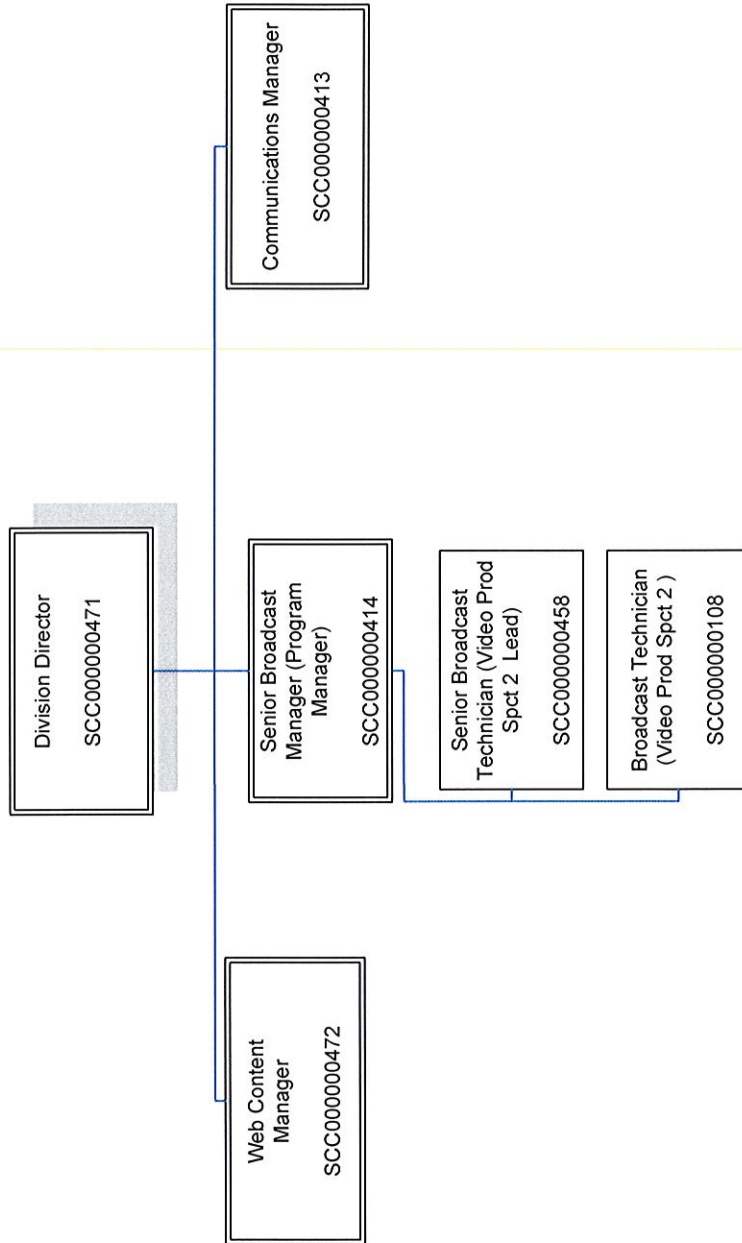 Division Director
SCC000000471
Web Content
Manager
SCC000000472
Senior Broadcast
Manager (Program
Manager)
SCC000000414
Communications Manager
SCC000000413
Senior Broadcast
Technician (Video Prod
Spct 2 Lead)
SCC000000458
Broadcast Technician
(Video Prod Spct 2 )
SCC000000108